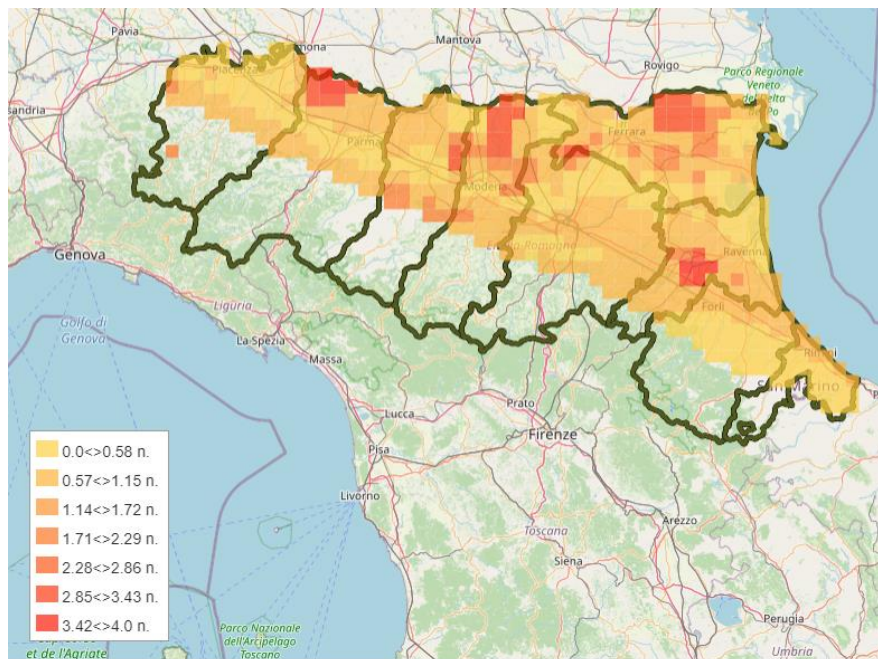 Pavia
Mantova
Rovigo
Parco Regionale
Veneto
Piacenza
Ferrara
Parma
Modena
Genova
Ravenna
Forlì
Liguria
Golfo di
Genova
La Spezia
Massa
Rimini
San Marino
Lucca
Prato
Firenze
Pisa
Livorno
Arezzo
Toscana
Siena
Perugia
Umbria
0.0<>0.58 n.
0.57<>1.15 n.
1.14<>1.72 n.
1.71<>2.29 n.
2.28<>2.86 n.
2.85<>3.43 n.
3.42<>4.0 n.
et de l'Agriate
Parco Nazionale
dell'Arcipelago
Toscano